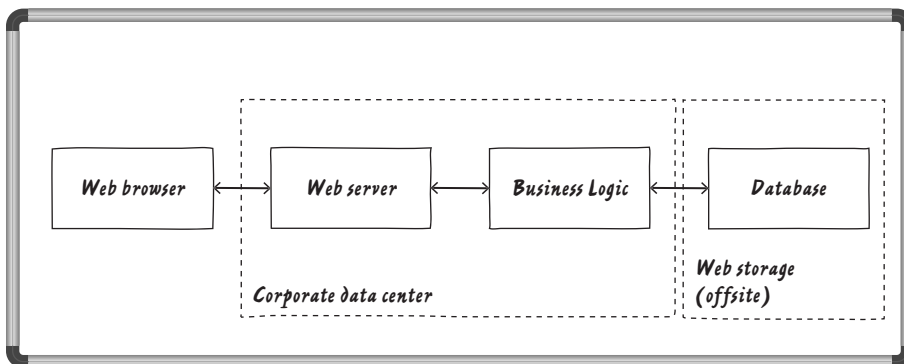 Web browser
Web server
Business Logic
Database
Corporate data center
Web storage
(offsite)